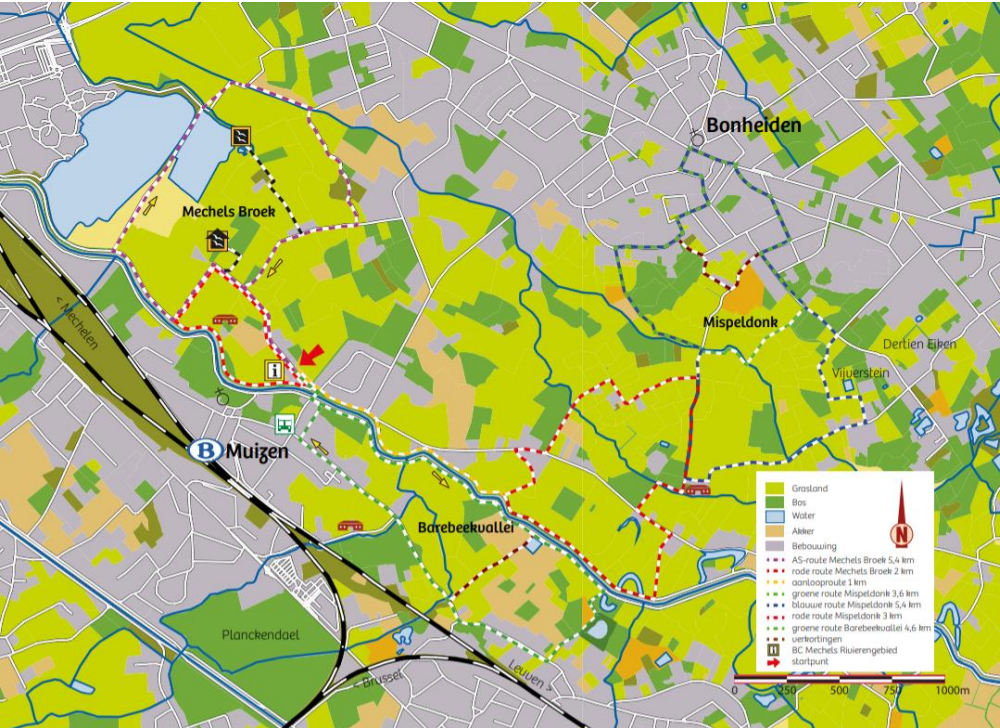 Bonheiden
Mechels Broek
< Mechelen
Mispeldonk
Dertien Eiken
Vijverstein
i
B Muizen
Barebeekvallei
Planckendael
< Brussel
Leuven >
Grasland
Bos
Water
Akker
Bebouwing
N
AS-route Mechels Broek 5,4 km
rode route Mechels Broek 2 km
aanlooproute 1 km
groene route Mispeldonk 3,6 km
blauwe route Mispeldonk 5,4 km
rode route Mispeldonk 3 km
groene route Barebeekvallei 4,6 km
verkortingen
BC Mechels Rivierengebied
startpunt
0 250 500 750 1000m